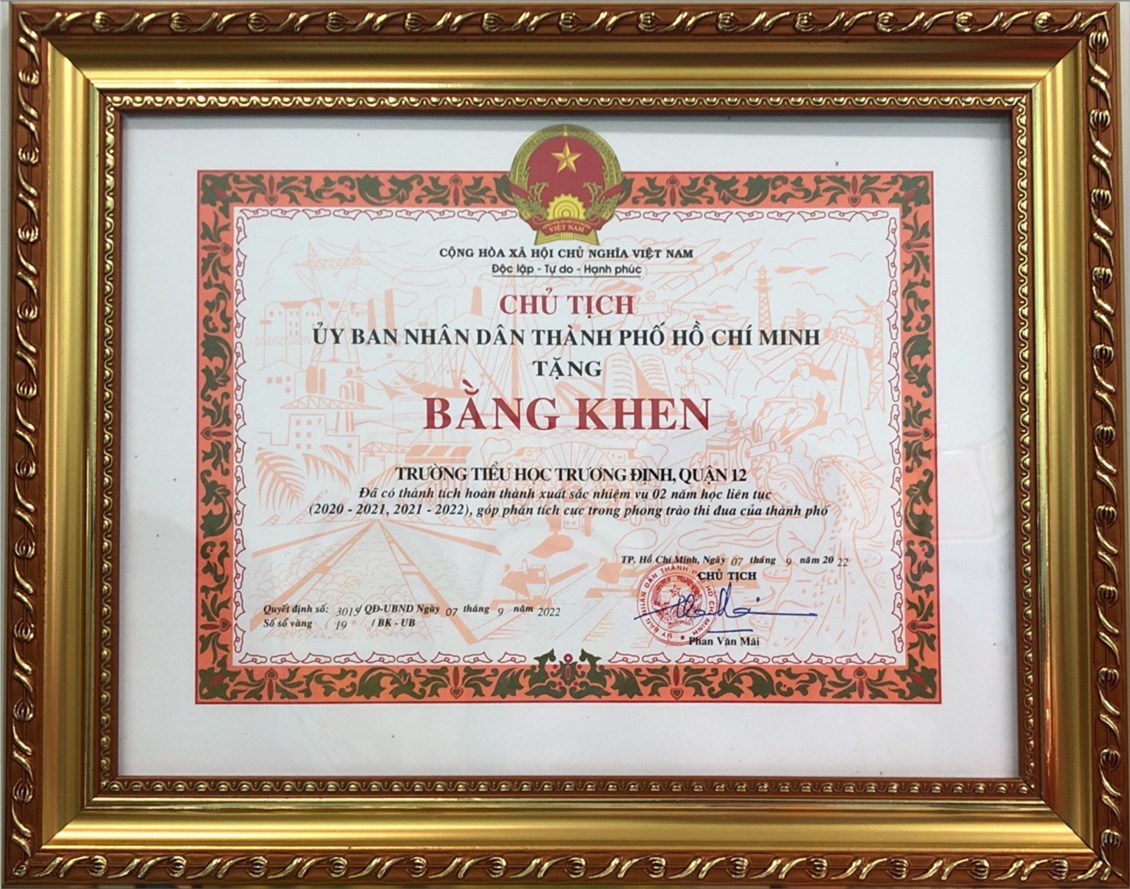 VIỆT NAM
CỘNG HÒA XÃ HỘI CHỦ NGHĨA VIỆT NAM
Độc lập - Tự do - Hạnh phúc
CHỦ TỊCH
ỦY BAN NHÂN DÂN THÀNH PHỐ HỒ CHÍ MINH
TẶNG
BẰNG KHEN
TRƯỜNG TIỂU HỌC TRƯƠNG ĐỊNH, QUẬN 12
Đã có thành tích hoàn thành xuất sắc nhiệm vụ 02 năm học liên tục
(2020 - 2021, 2021 - 2022), góp phần tích cực trong phong trào thi đua của thành phố
TP. Hồ Chí Minh, Ngày 07 tháng 9 năm 2022
CHỦ TỊCH
Quyết định số: 3015/ QĐ-UBND Ngày 07 tháng 9 năm 2022
Số sổ vàng 19 / BK - UB
Phan Văn Mãi